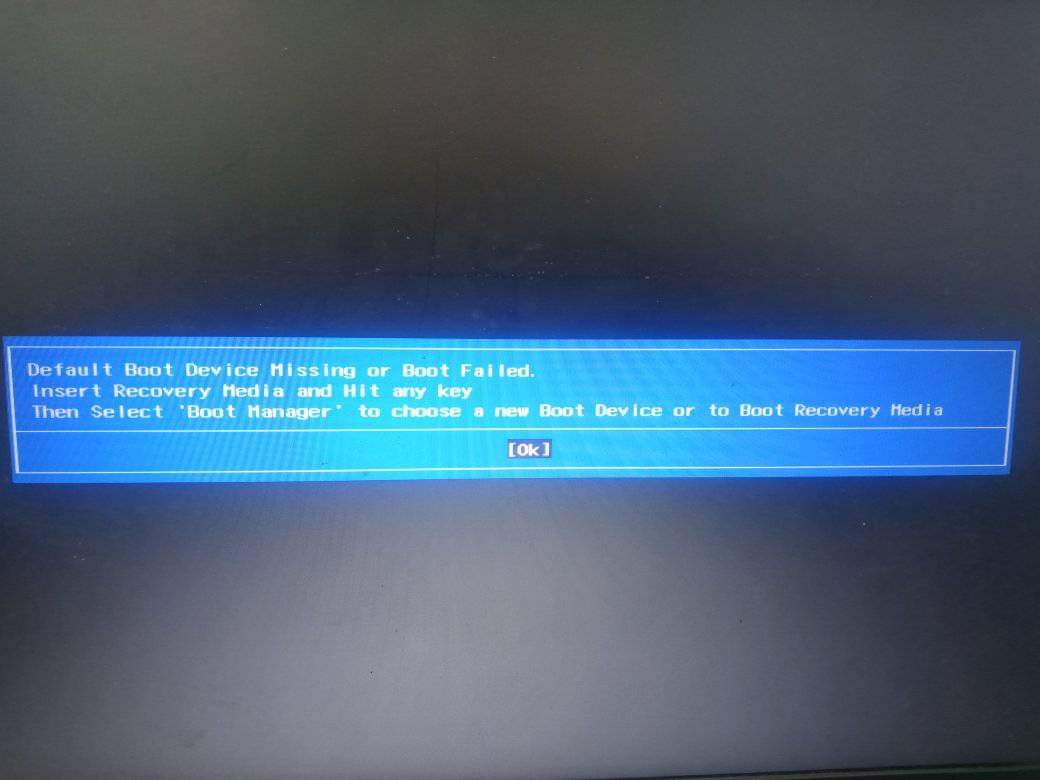 Default Boot Device Missing or Boot Failed.
Insert Recovery Media and Hit any key
Then Select 'Boot Manager' to choose a new Boot Device or to Boot Recovery Media
[Ok]